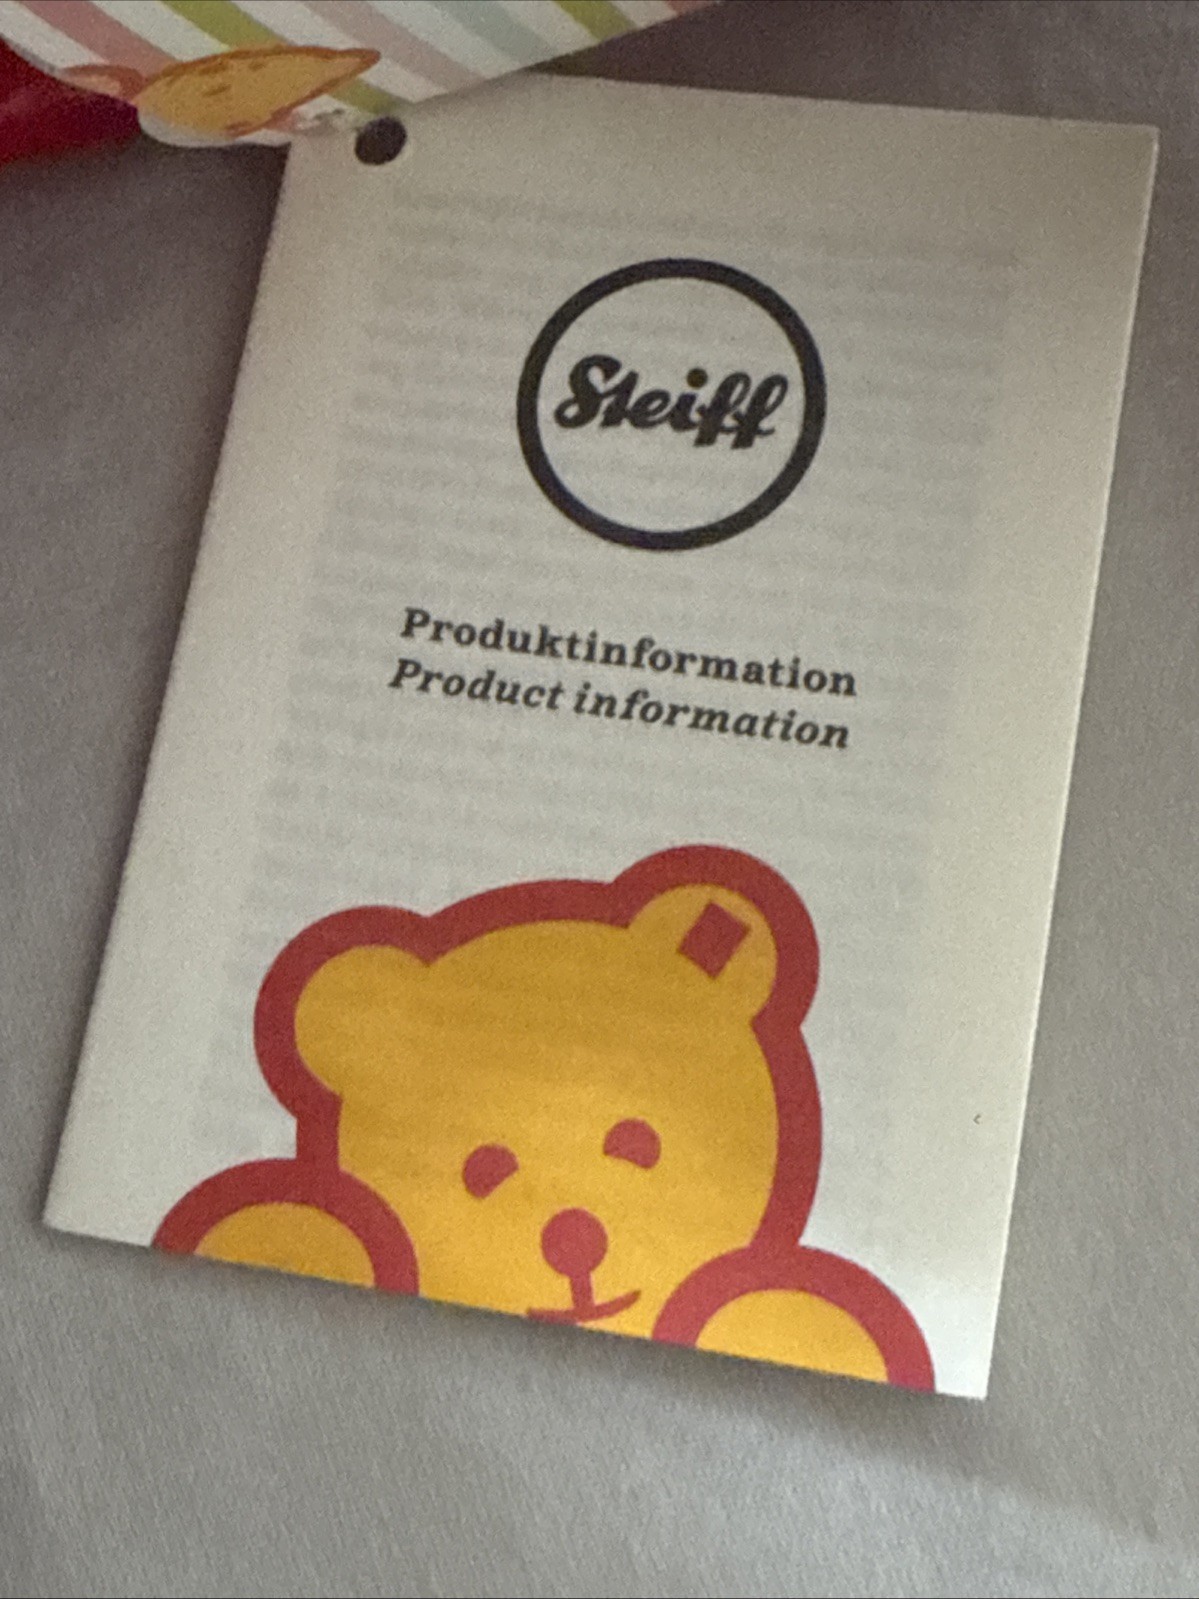 Steiff
Produktinformation
Product information